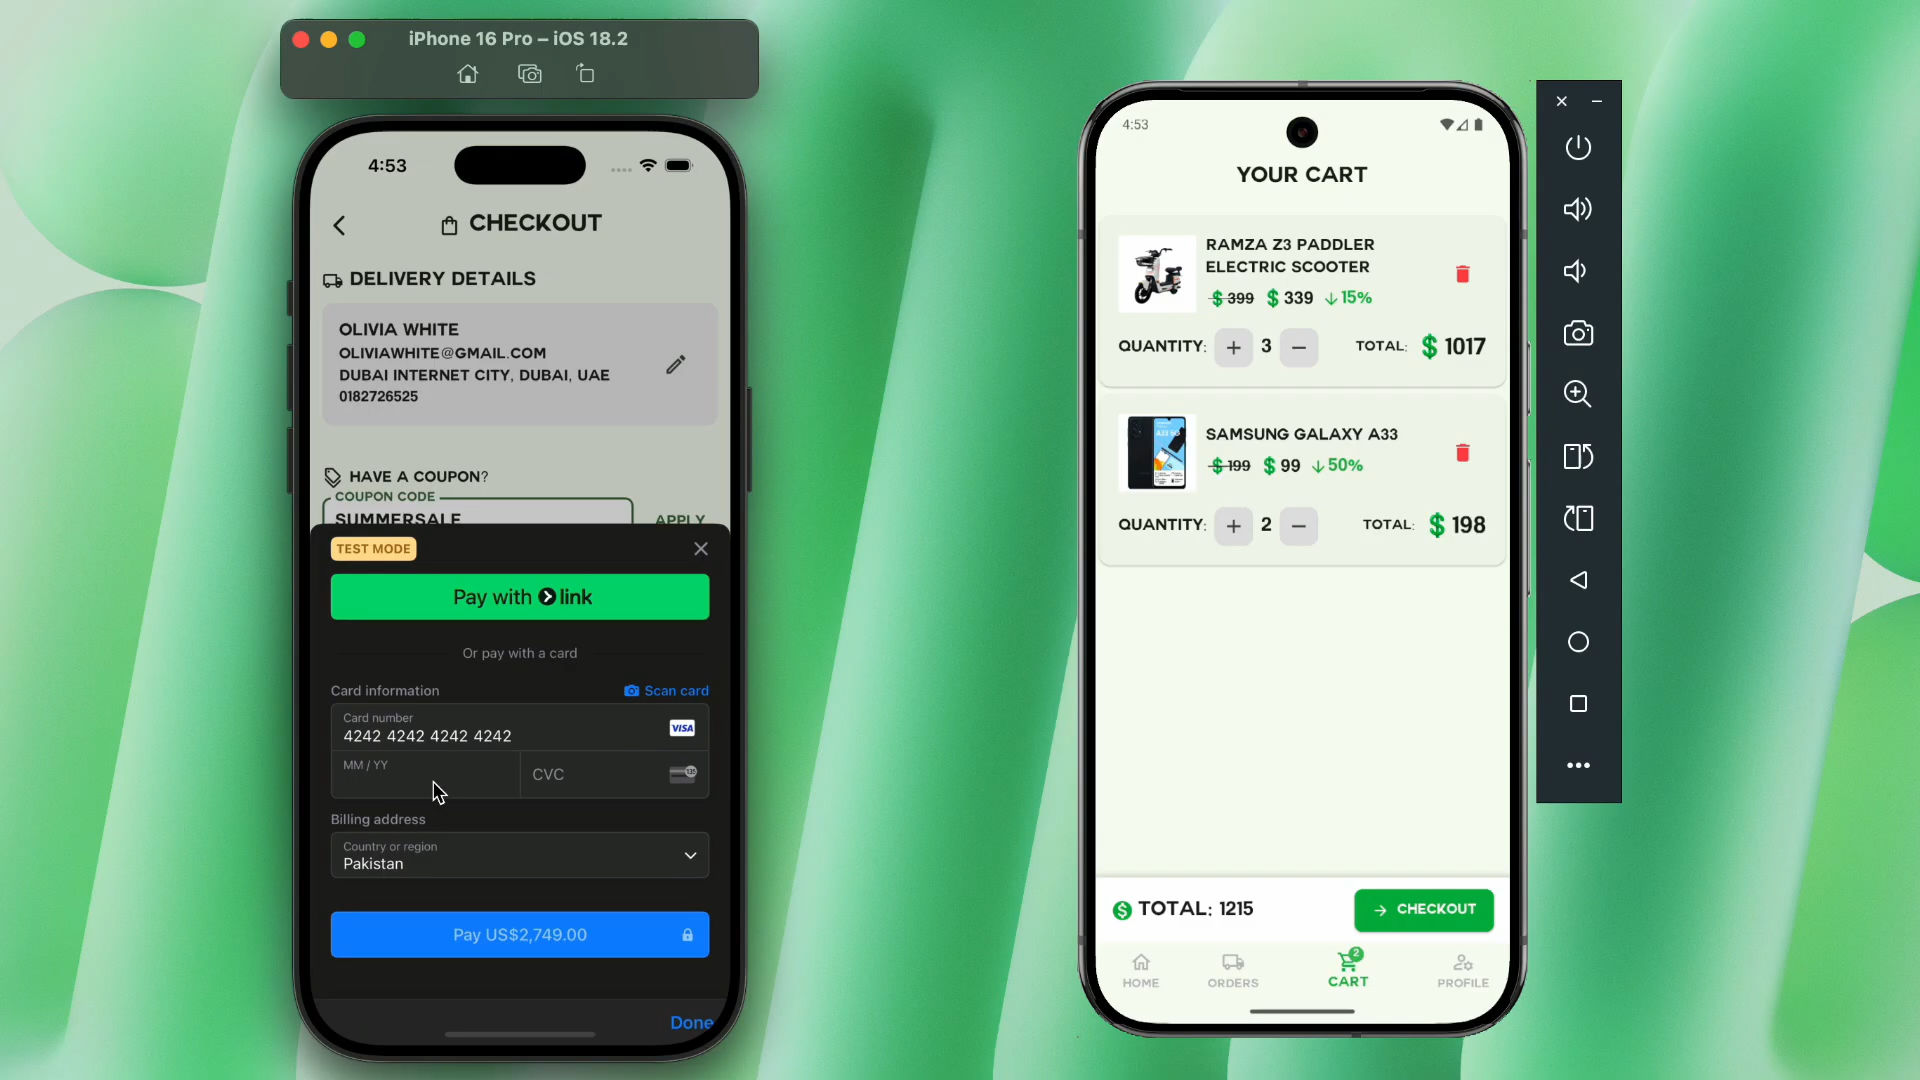 iPhone 16 Pro – iOS 18.2
4:53
CHECKOUT
DELIVERY DETAILS
OLIVIA WHITE
OLIVIAWHITE@GMAIL.COM
DUBAI INTERNET CITY, DUBAI, UAE
0182726525
HAVE A COUPON?
COUPON CODE
SUMMERSALE
APPLY
TEST MODE
Pay with link
Or pay with a card
Card information
Scan card
Card number
4242 4242 4242 4242
VISA
MM / YY
CVC
Billing address
Country or region
Pakistan
Pay US$2,749.00
Done
4:53
YOUR CART
RAMZA Z3 PADDLER
ELECTRIC SCOOTER
$ 399 $ 339 ↓ 15%
QUANTITY: + 3 − TOTAL: $ 1017
SAMSUNG GALAXY A33
$ 199 $ 99 ↓ 50%
QUANTITY: + 2 − TOTAL: $ 198
TOTAL: 1215
CHECKOUT
2
HOME
ORDERS
CART
PROFILE